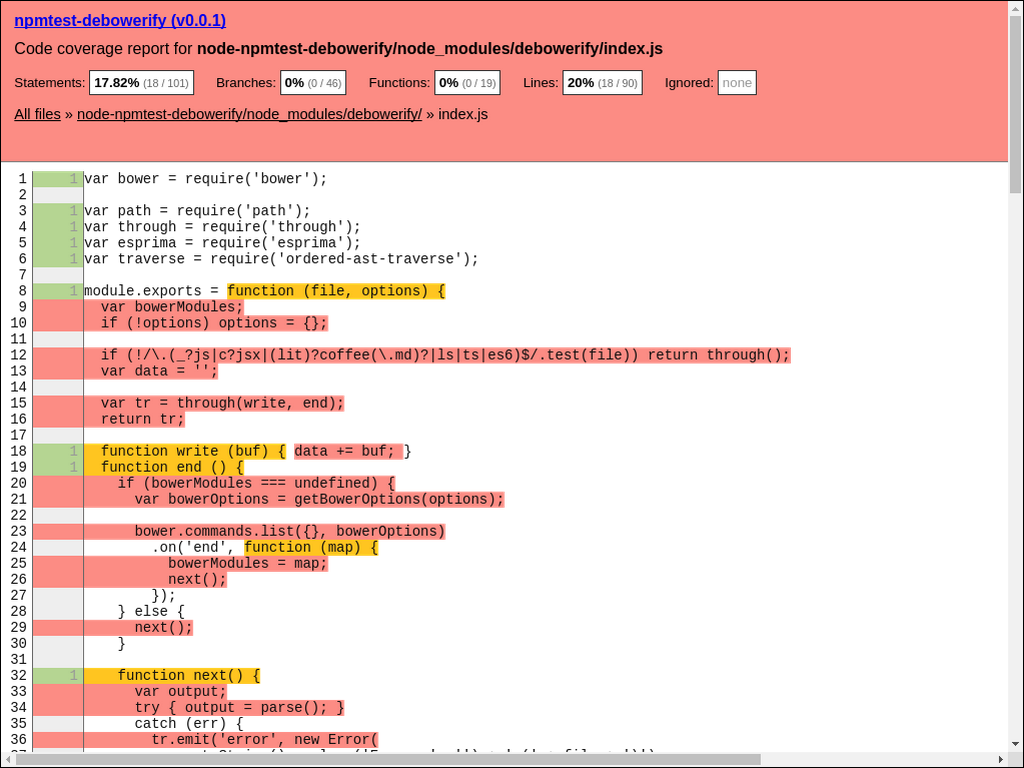 npmtest-debowerify (v0.0.1)
Code coverage report for node-npmtest-debowerify/node_modules/debowerify/index.js
Statements: 17.82% (18 / 101) Branches: 0% (0 / 46) Functions: 0% (0 / 19) Lines: 20% (18 / 90) Ignored: none
All files » node-npmtest-debowerify/node_modules/debowerify/ » index.js
1 1 var bower = require('bower');
2
3 1 var path = require('path');
4 1 var through = require('through');
5 1 var esprima = require('esprima');
6 1 var traverse = require('ordered-ast-traverse');
7
8 1 module.exports = function (file, options) {
9 var bowerModules;
10 if (!options) options = {};
11
12 if (!/\.(_?js|c?jsx|(lit)?coffee(\.md)?|ls|ts|es6)$/.test(file)) return through();
13 var data = '';
14
15 var tr = through(write, end);
16 return tr;
17
18 1 function write (buf) { data += buf; }
19 1 function end () {
20 if (bowerModules === undefined) {
21 var bowerOptions = getBowerOptions(options);
22
23 bower.commands.list({}, bowerOptions)
24 .on('end', function (map) {
25 bowerModules = map;
26 next();
27 });
28 } else {
29 next();
30 }
31
32 1 function next() {
33 var output;
34 try { output = parse(); }
35 catch (err) {
36 tr.emit('error', new Error(